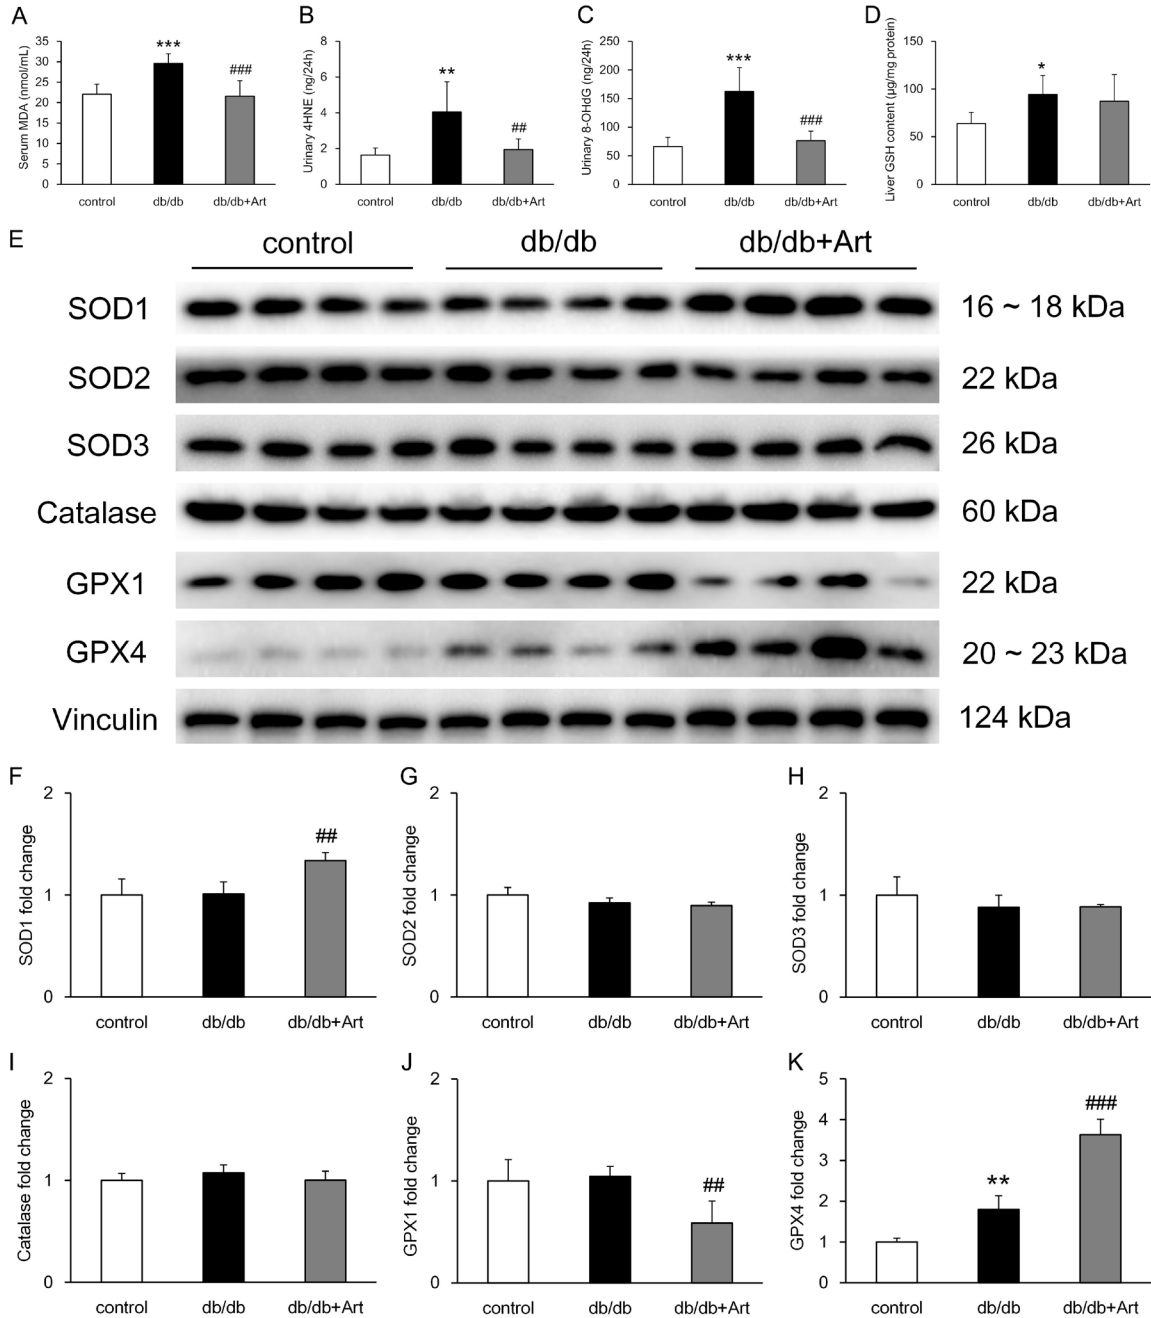 A
Serum MDA (nmol/mL)
35
30
25
20
15
10
5
0
***
###
control
db/db
db/db+Art
B
Urinary 4HNE (ng/24h)
8
6
4
2
0
**
##
control
db/db
db/db+Art
C
Urinary 8-OHdG (ng/24h)
250
200
150
100
50
0
***
###
control
db/db
db/db+Art
D
Liver GSH content (μg/mg protein)
150
100
50
0
*
control
db/db
db/db+Art
E
control db/db db/db+Art
SOD1 16 ~ 18 kDa
SOD2 22 kDa
SOD3 26 kDa
Catalase 60 kDa
GPX1 22 kDa
GPX4 20 ~ 23 kDa
Vinculin 124 kDa
F
SOD1 fold change
2
1
0
##
control
db/db
db/db+Art
G
SOD2 fold change
2
1
0
control
db/db
db/db+Art
H
SOD3 fold change
2
1
0
control
db/db
db/db+Art
I
Catalase fold change
2
1
0
control
db/db
db/db+Art
J
GPX1 fold change
2
1
0
##
control
db/db
db/db+Art
K
GPX4 fold change
5
4
3
2
1
0
**
###
control
db/db
db/db+Art